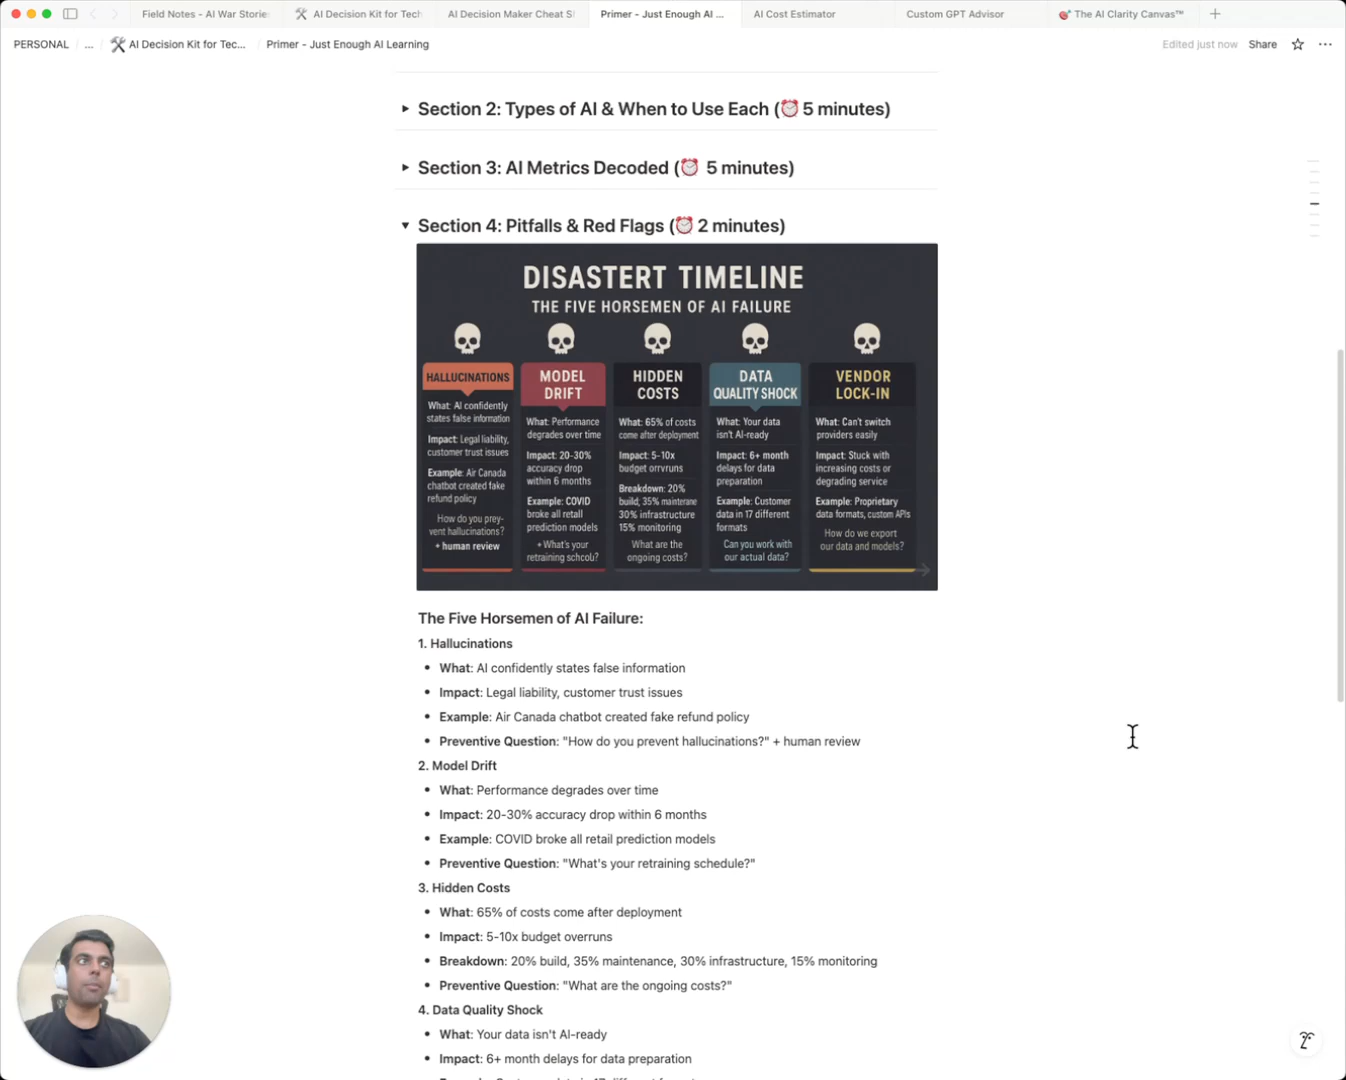 Field Notes - AI War Storie
AI Decision Kit for Tech
AI Decision Maker Cheat S
Primer - Just Enough AI ...
AI Cost Estimator
Custom GPT Advisor
The AI Clarity Canvas™
PERSONAL / ... / AI Decision Kit for Tec... / Primer - Just Enough AI Learning
Edited just now
Share
Section 2: Types of AI & When to Use Each (⏰ 5 minutes)
Section 3: AI Metrics Decoded (⏰ 5 minutes)
Section 4: Pitfalls & Red Flags (⏰ 2 minutes)
DISASTERT TIMELINE
THE FIVE HORSEMEN OF AI FAILURE
HALLUCINATIONS
What: AI confidently
states false information
Impact: Legal liability,
customer trust issues
Example: Air Canada
chatbot created fake
refund policy
How do you prey-
vent hallucinations?
+ human review
MODEL
DRIFT
What: Performance
degrades over time
Impact: 20-30%
accuracy drop
within 6 months
Example: COVID
broke all retail
prediction models
+ What's your
retraining schcolu?
HIDDEN
COSTS
What: 65% of costs
come after deployment
Impact: 5-10x
budget orrvruns
Breakdown: 20%
build; 35% mainterane
30% infrastructure
15% monitoring
What are the
ongoing costs?
DATA
QUALITY SHOCK
What: Your data
isn't AI-ready
Impact: 6+ month
delays for data
preparation
Example: Customer
data in 17 different
formats
Can you work with
our actual data?
VENDOR
LOCK-IN
What: Can't switch
providers easily
Impact: Stuck with
increasing costs or
degrading service
Example: Proprietary
data formats, custom APIs
How do we export
our data and models?
The Five Horsemen of AI Failure:
1. Hallucinations
• What: AI confidently states false information
• Impact: Legal liability, customer trust issues
• Example: Air Canada chatbot created fake refund policy
• Preventive Question: "How do you prevent hallucinations?" + human review
2. Model Drift
• What: Performance degrades over time
• Impact: 20-30% accuracy drop within 6 months
• Example: COVID broke all retail prediction models
• Preventive Question: "What's your retraining schedule?"
3. Hidden Costs
• What: 65% of costs come after deployment
• Impact: 5-10x budget overruns
• Breakdown: 20% build, 35% maintenance, 30% infrastructure, 15% monitoring
• Preventive Question: "What are the ongoing costs?"
4. Data Quality Shock
• What: Your data isn't AI-ready
• Impact: 6+ month delays for data preparation